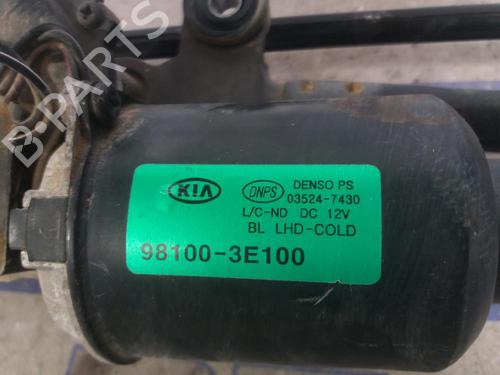 KIA
DNPS
DENSO PS
03524-7430
L/C-ND DC 12V
BL LHD-COLD
98100-3E100
B-PARTS